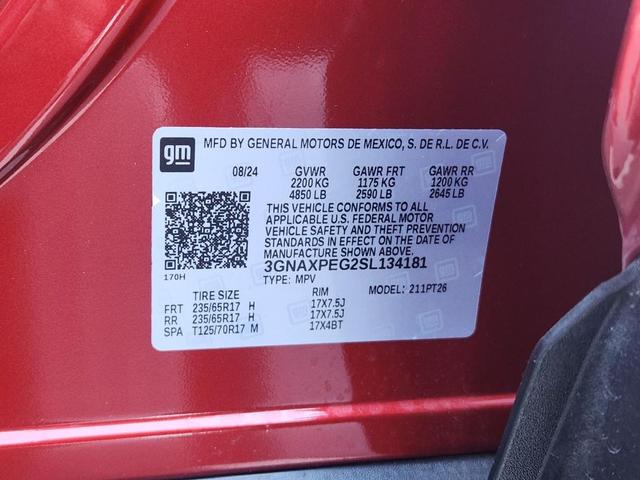 gm
MFD BY GENERAL MOTORS DE MEXICO, S. DE R.L. DE C.V.
08/24 GVWR GAWR FRT GAWR RR
2200 KG 1175 KG 1200 KG
4850 LB 2590 LB 2645 LB
THIS VEHICLE CONFORMS TO ALL
APPLICABLE U.S. FEDERAL MOTOR
VEHICLE SAFETY AND THEFT PREVENTION
STANDARDS IN EFFECT ON THE DATE OF
MANUFACTURE SHOWN ABOVE.
3GNAXPEG2SL134181
170H
TYPE: MPV MODEL: 211PT26
TIRE SIZE RIM
FRT 235/65R17 H 17X7.5J
RR 235/65R17 H 17X7.5J
SPA T125/70R17 M 17X4BT